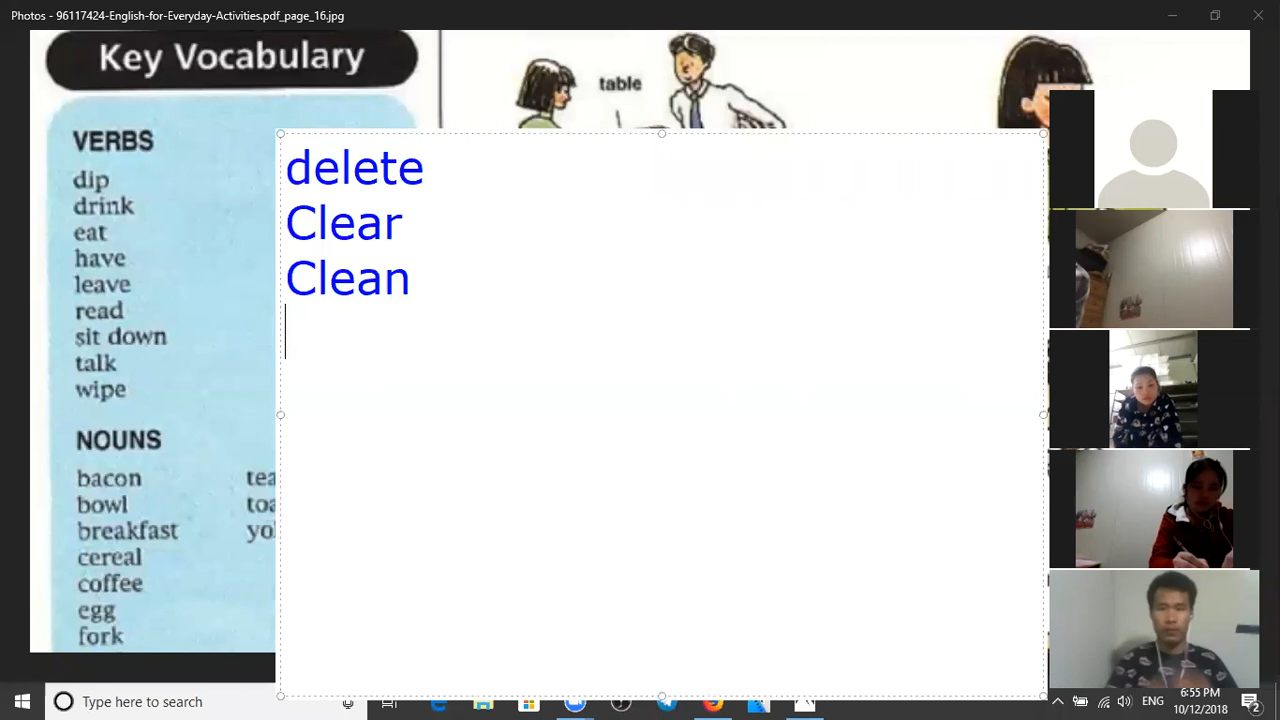 Photos - 96117424-English-for-Everyday-Activities.pdf_page_16.jpg
Key Vocabulary
table
VERBS
dip
drink
eat
have
leave
read
sit down
talk
wipe
NOUNS
bacon
bowl
breakfast
cereal
coffee
egg
fork
delete
Clear
Clean
Type here to search
ENG
6:55 PM
10/12/2018
2